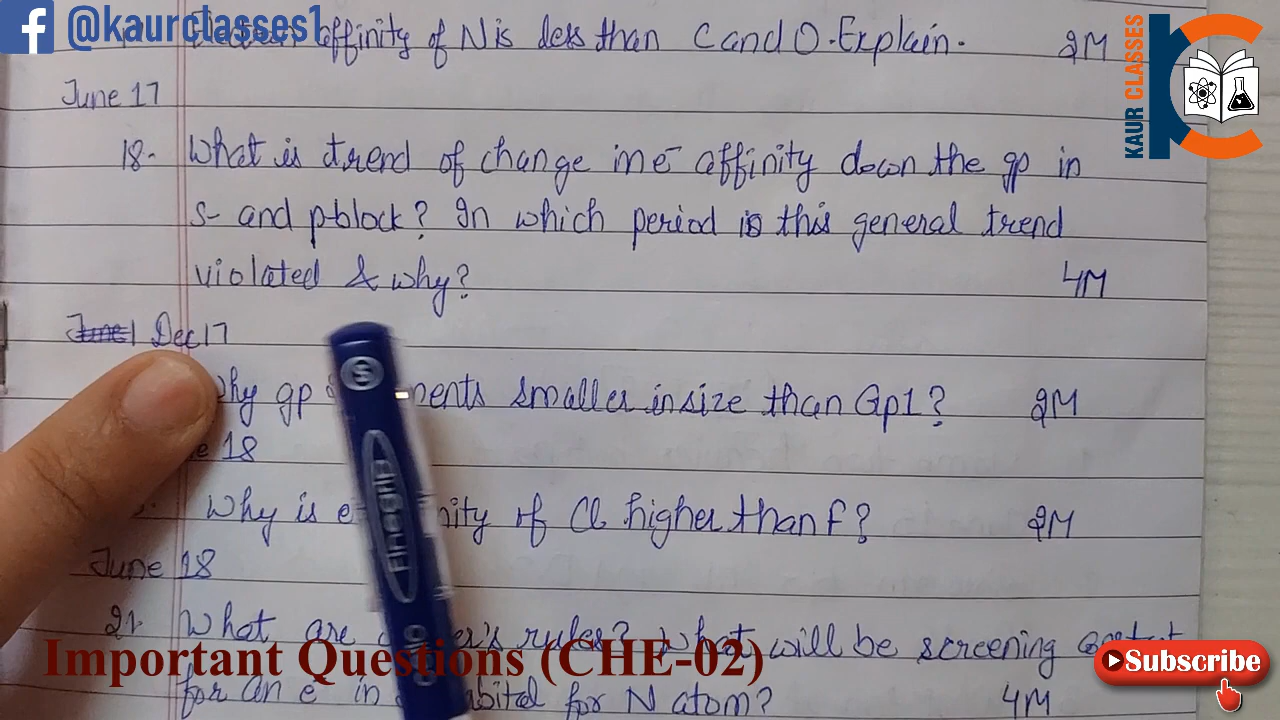 @kaurclasses1
affinity of N is less than C and O. Explain. 2M
KAUR CLASSES
June 17
18. What is trend of change in e⁻ affinity down the gp in
s- and p-block? In which period is this general trend
violated & why? 4M
Dec 17
gp smaller in size than Gp1? 2M
18
Why is of Cl higher than F? 2M
June 18
21. What are rules? What will be screening
for an e⁻ in for N atom? 4M
Important Questions (CHE-02)
Subscribe
Finegrip